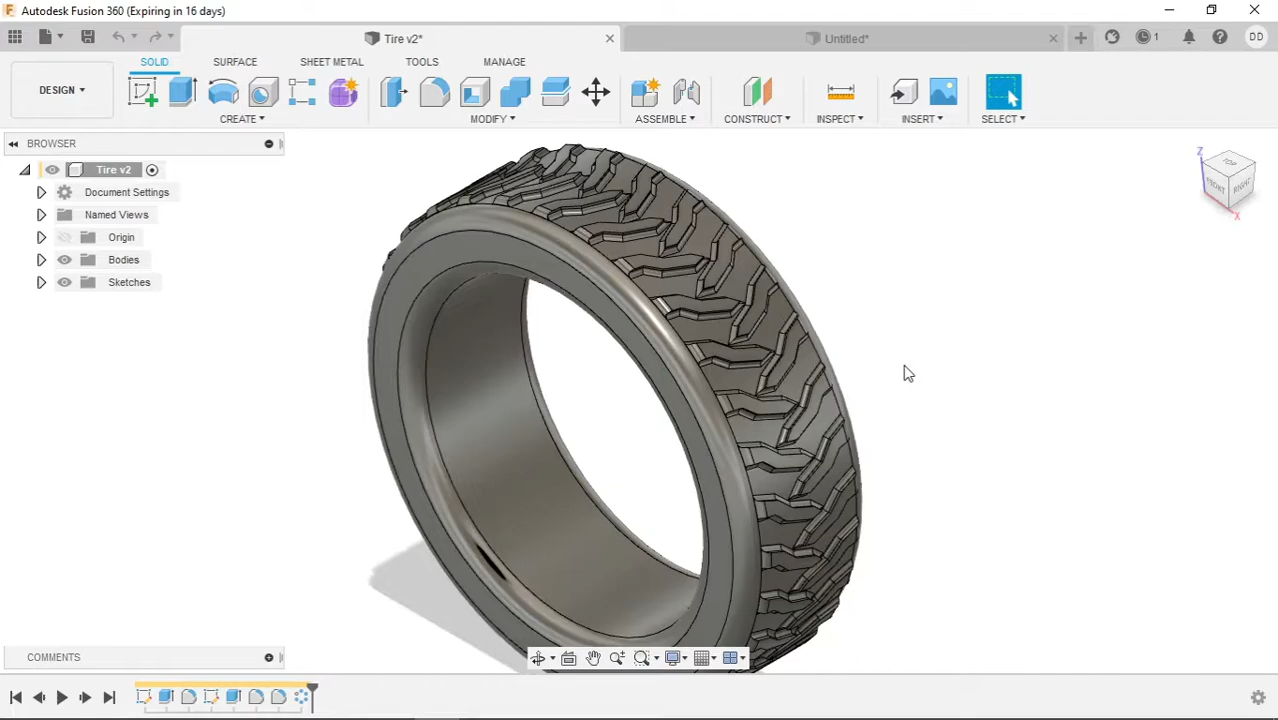 Autodesk Fusion 360 (Expiring in 16 days)
Tire v2*
Untitled*
1
DD
SOLID SURFACE SHEET METAL TOOLS MANAGE
DESIGN
CREATE MODIFY ASSEMBLE CONSTRUCT INSPECT INSERT SELECT
BROWSER
Tire v2
Document Settings
Named Views
Origin
Bodies
Sketches
Z
TOP
FRONT
RIGHT
X
COMMENTS